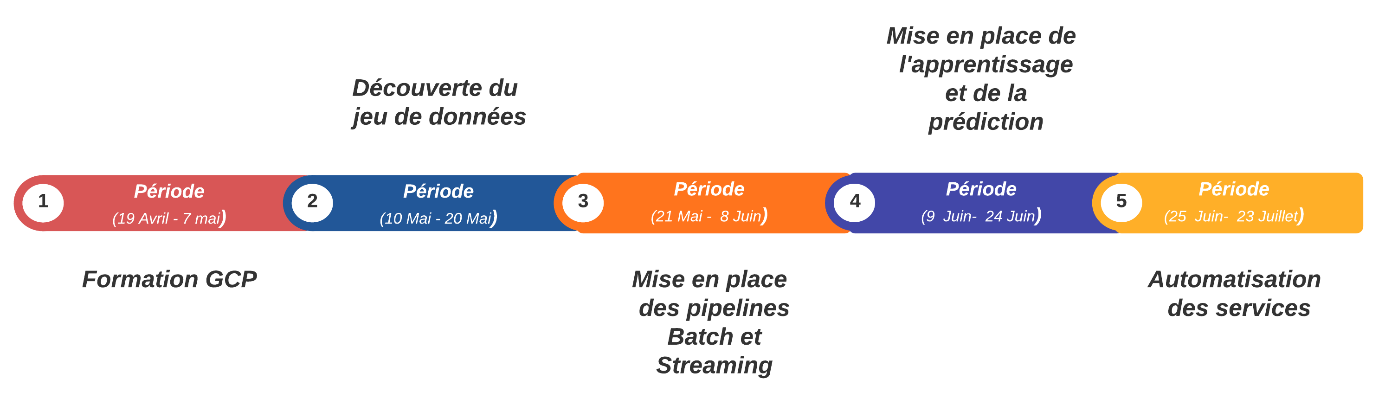 Mise en place de
l'apprentissage
et de la
prédiction
Découverte du
jeu de données
1
Période
(19 Avril - 7 mai)
2
Période
(10 Mai - 20 Mai)
3
Période
(21 Mai - 8 Juin)
4
Période
(9 Juin- 24 Juin)
5
Période
(25 Juin- 23 Juillet)
Formation GCP
Mise en place
des pipelines
Batch et
Streaming
Automatisation
des services